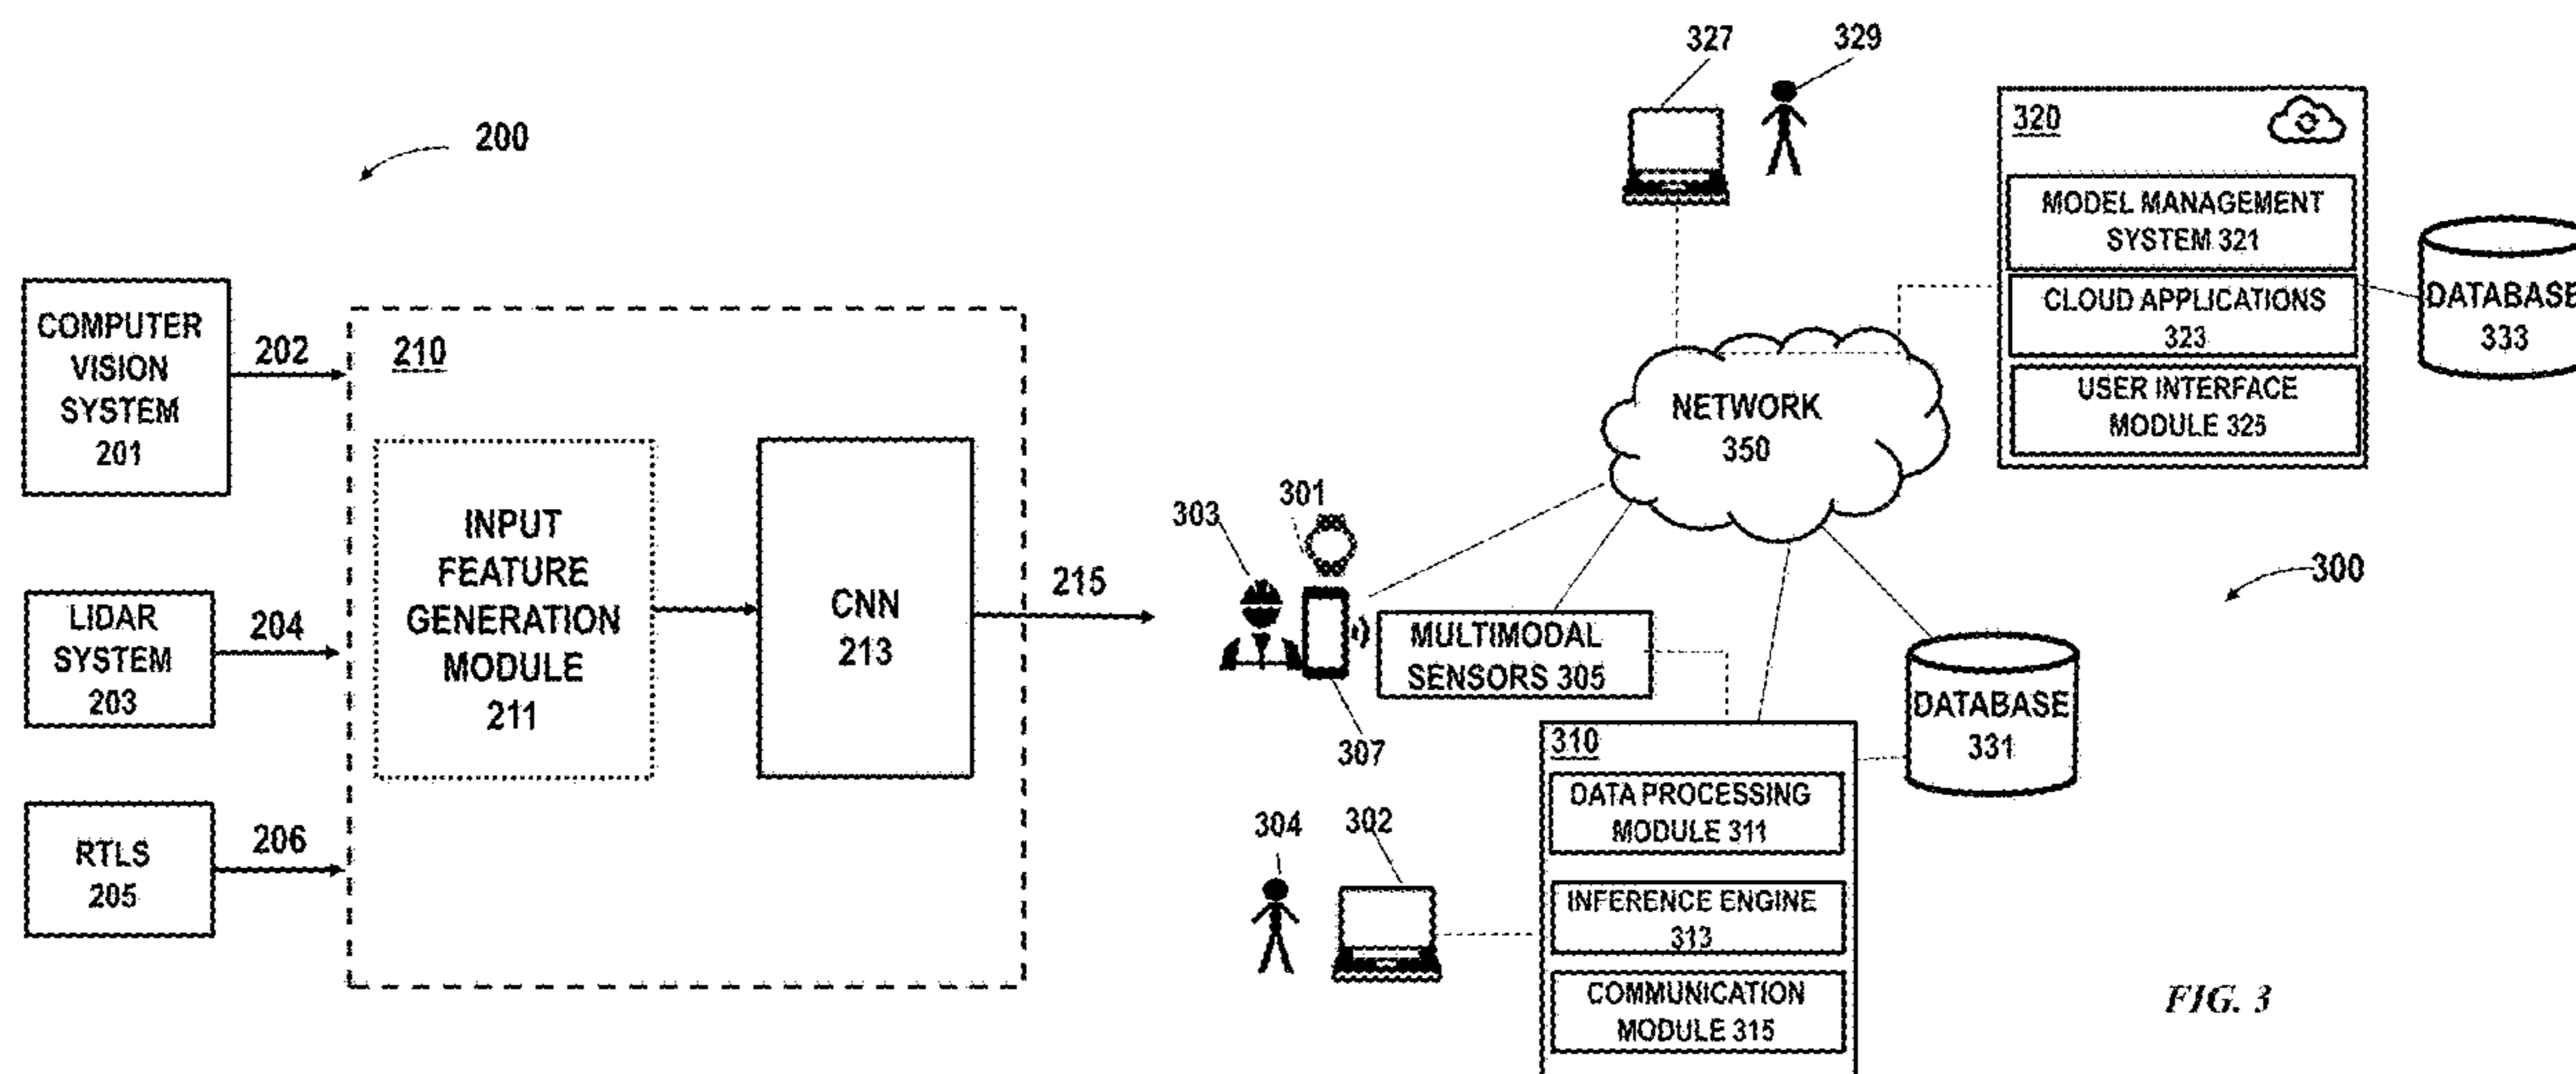 200
COMPUTER
VISION
SYSTEM
201
202
LIDAR
SYSTEM
203
204
RTLS
205
206
210
INPUT
FEATURE
GENERATION
MODULE
211
CNN
213
215
327
329
320
MODEL MANAGEMENT
SYSTEM 321
CLOUD APPLICATIONS
323
USER INTERFACE
MODULE 325
DATABASE
333
NETWORK
350
303
301
307
MULTIMODAL
SENSORS 305
300
DATABASE
331
310
DATA PROCESSING
MODULE 311
INFERENCE ENGINE
313
COMMUNICATION
MODULE 315
304
302
FIG. 3